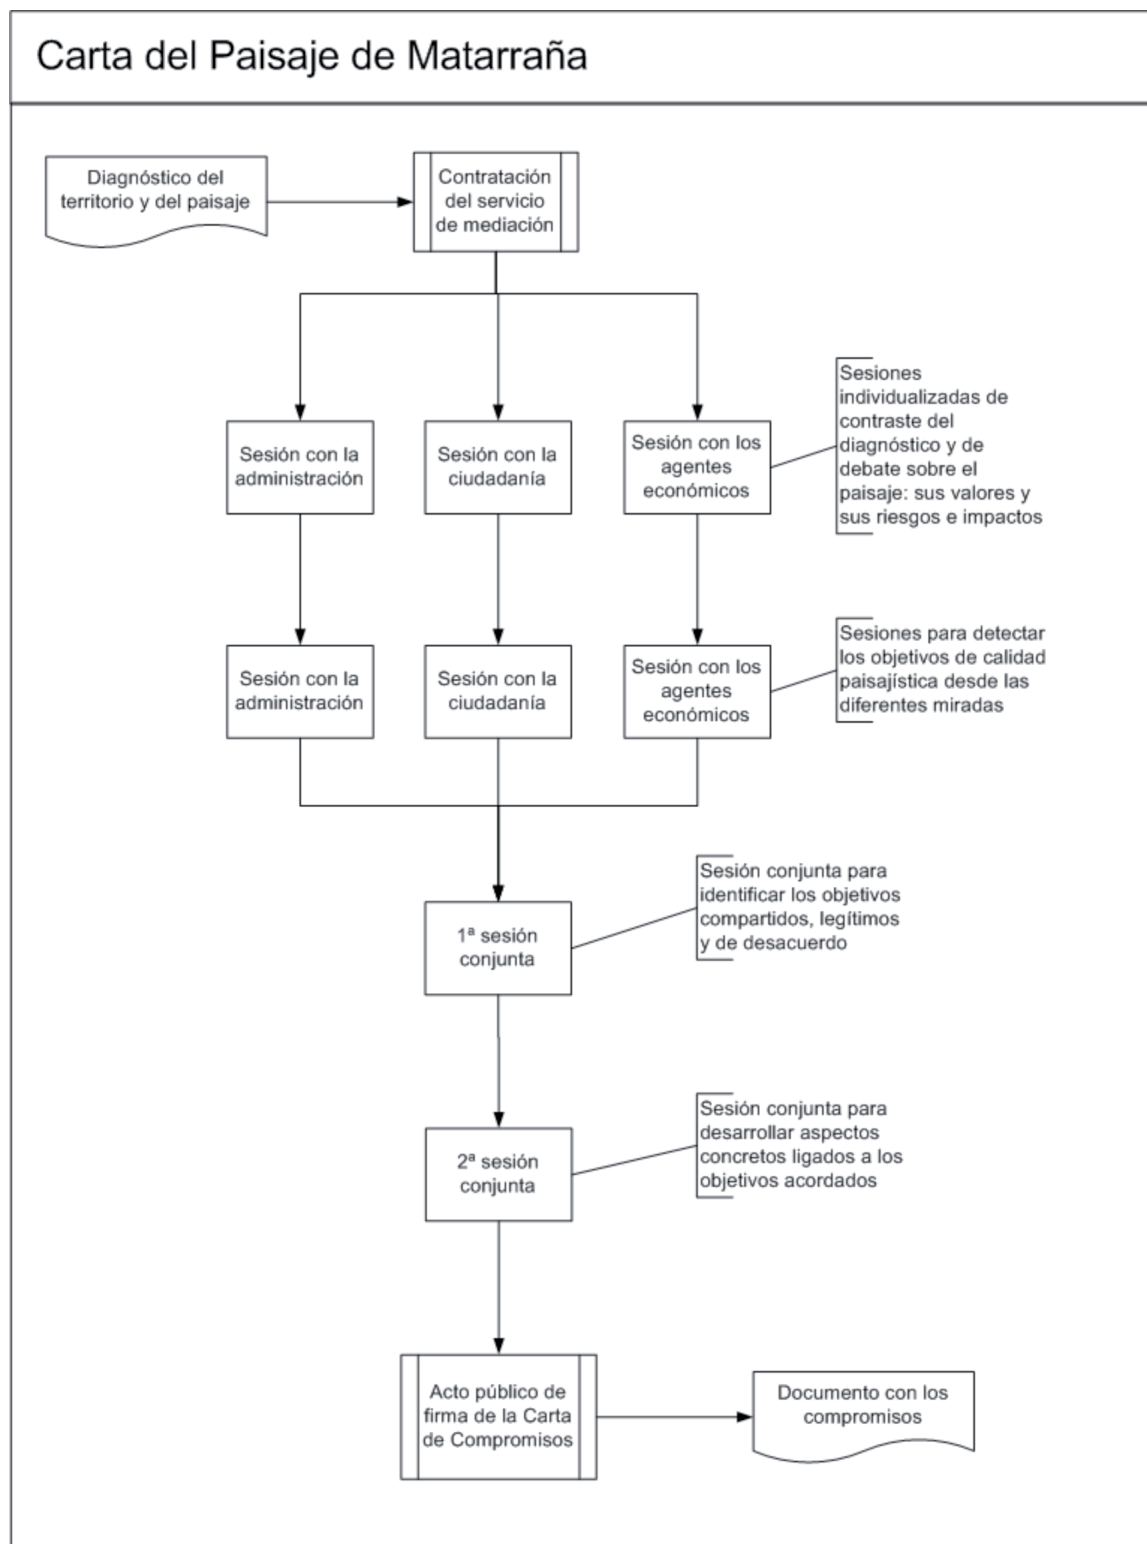 Carta del Paisaje de Matarraña
Diagnóstico del
territorio y del paisaje
Contratación
del servicio
de mediación
Sesión con la
administración
Sesión con la
ciudadanía
Sesión con los
agentes
económicos
Sesiones
individualizadas de
contraste del
diagnóstico y de
debate sobre el
paisaje: sus valores y
sus riesgos e impactos
Sesión con la
administración
Sesión con la
ciudadanía
Sesión con los
agentes
económicos
Sesiones para detectar
los objetivos de calidad
paisajística desde las
diferentes miradas
1ª sesión
conjunta
Sesión conjunta para
identificar los objetivos
compartidos, legítimos
y de desacuerdo
2ª sesión
conjunta
Sesión conjunta para
desarrollar aspectos
concretos ligados a los
objetivos acordados
Acto público de
firma de la Carta
de Compromisos
Documento con los
compromisos